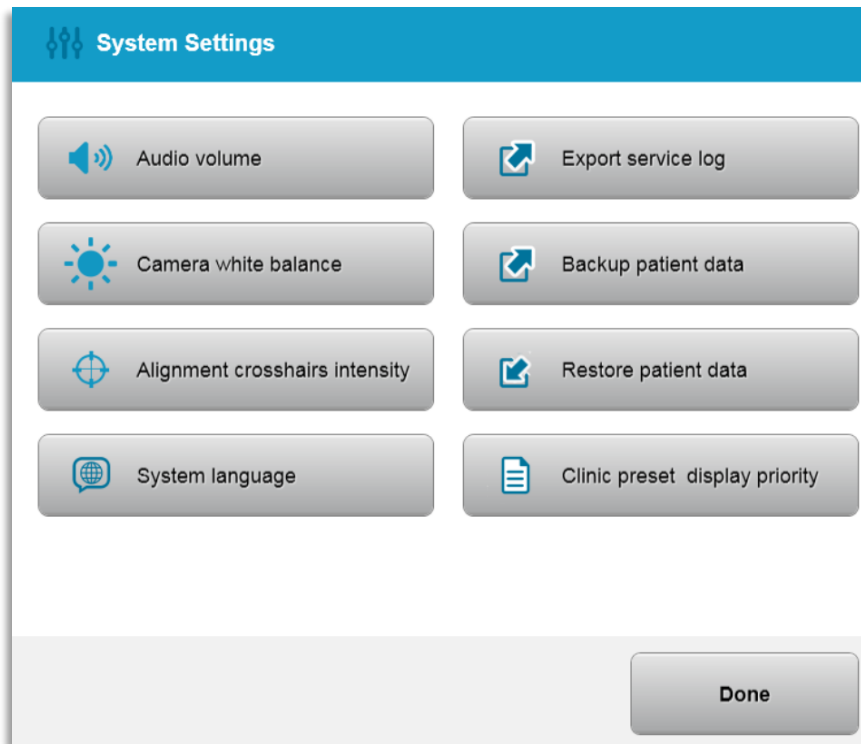 System Settings
Audio volume
Export service log
Camera white balance
Backup patient data
Alignment crosshairs intensity
Restore patient data
System language
Clinic preset display priority
Done